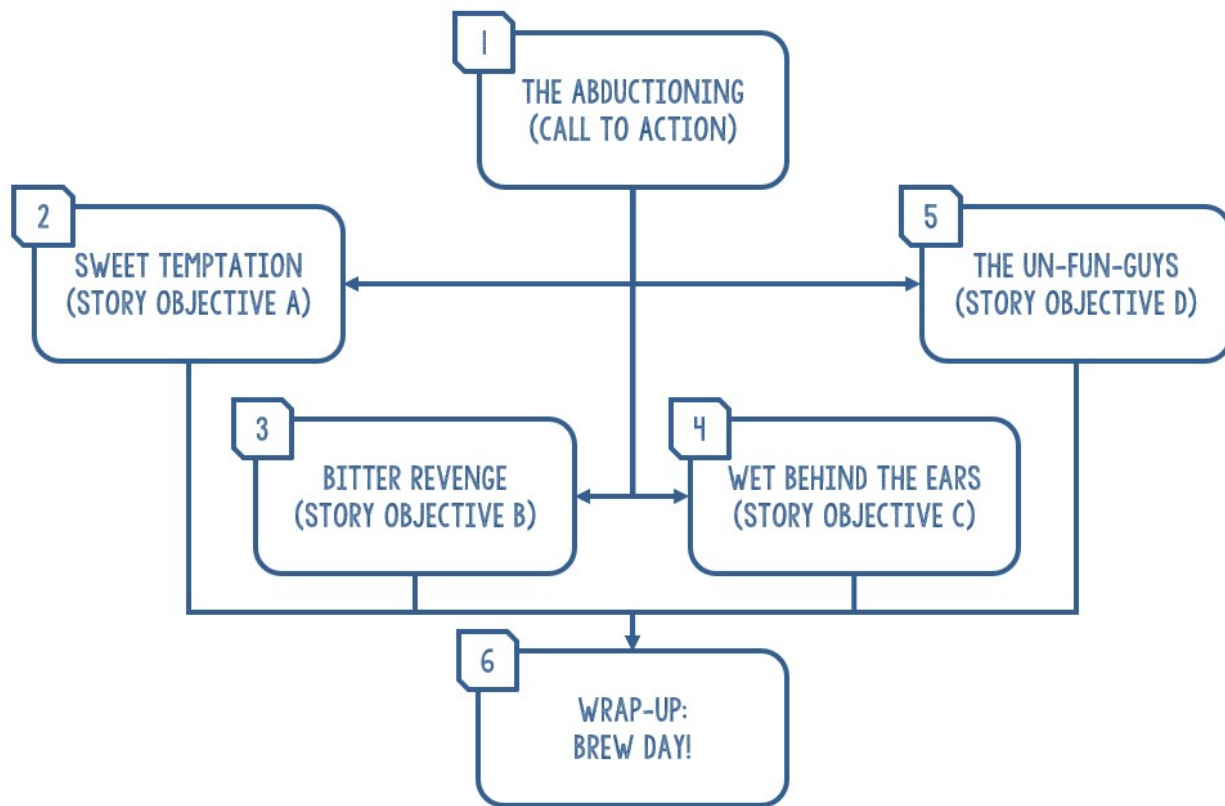 1
THE ABDUCTIONING
(CALL TO ACTION)
2
SWEET TEMPTATION
(STORY OBJECTIVE A)
5
THE UN-FUN-GUYS
(STORY OBJECTIVE D)
3
BITTER REVENGE
(STORY OBJECTIVE B)
4
WET BEHIND THE EARS
(STORY OBJECTIVE C)
6
WRAP-UP:
BREW DAY!